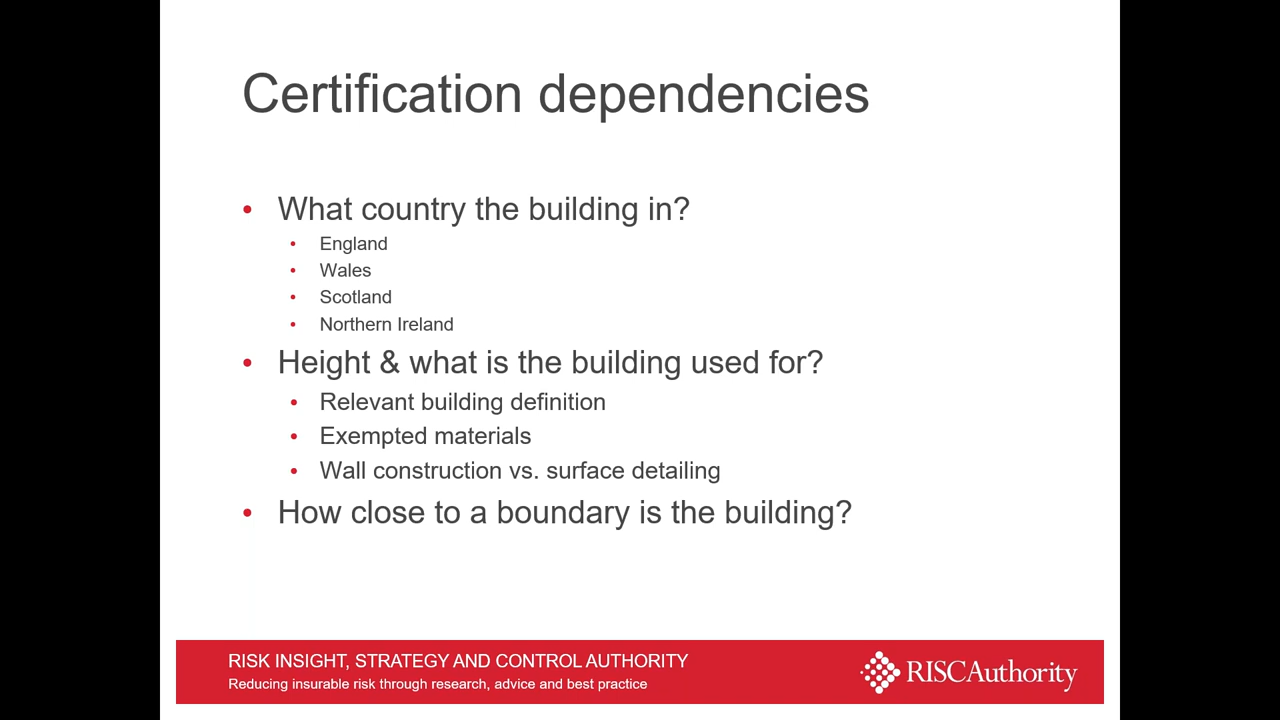 Certification dependencies
• What country the building in?
• England
• Wales
• Scotland
• Northern Ireland
• Height & what is the building used for?
• Relevant building definition
• Exempted materials
• Wall construction vs. surface detailing
• How close to a boundary is the building?
RISK INSIGHT, STRATEGY AND CONTROL AUTHORITY
Reducing insurable risk through research, advice and best practice
RISCAuthority